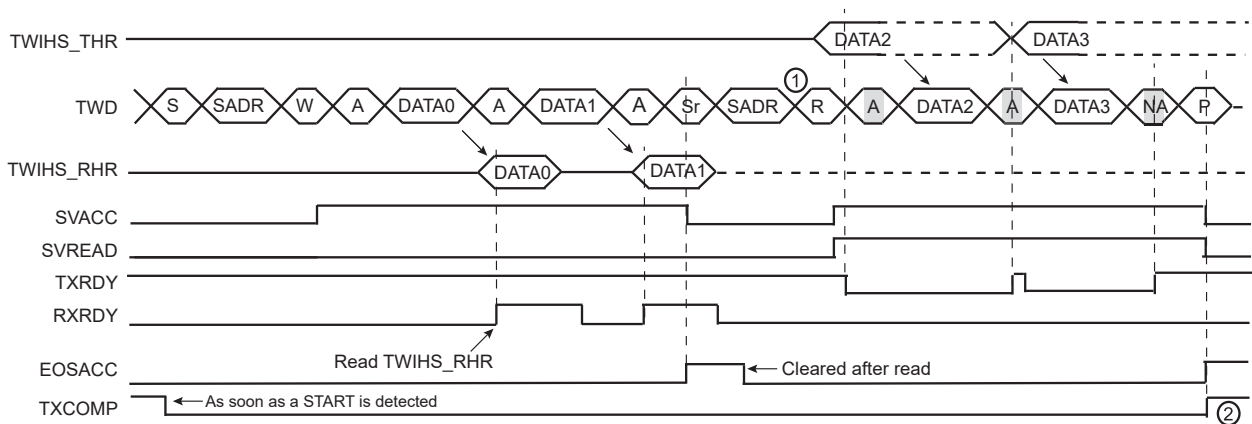 TWIHS_THR DATA2 DATA3
①
TWD S SADR W A DATA0 A DATA1 A Sr SADR R A DATA2 A DATA3 NA P
TWIHS_RHR DATA0 DATA1
SVACC
SVREAD
TXRDY
RXRDY
Read TWIHS_RHR
EOSACC Cleared after read
TXCOMP As soon as a START is detected ②